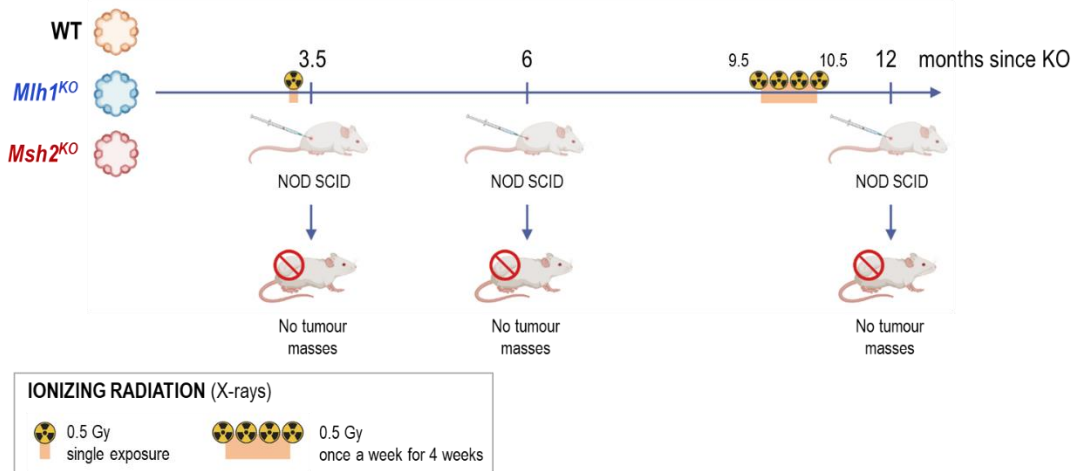 WT
Mlh1KO
Msh2KO
3.5
6
9.5
10.5
12
months since KO
NOD SCID
NOD SCID
NOD SCID
No tumour
masses
No tumour
masses
No tumour
masses
IONIZING RADIATION (X-rays)
0.5 Gy
single exposure
0.5 Gy
once a week for 4 weeks